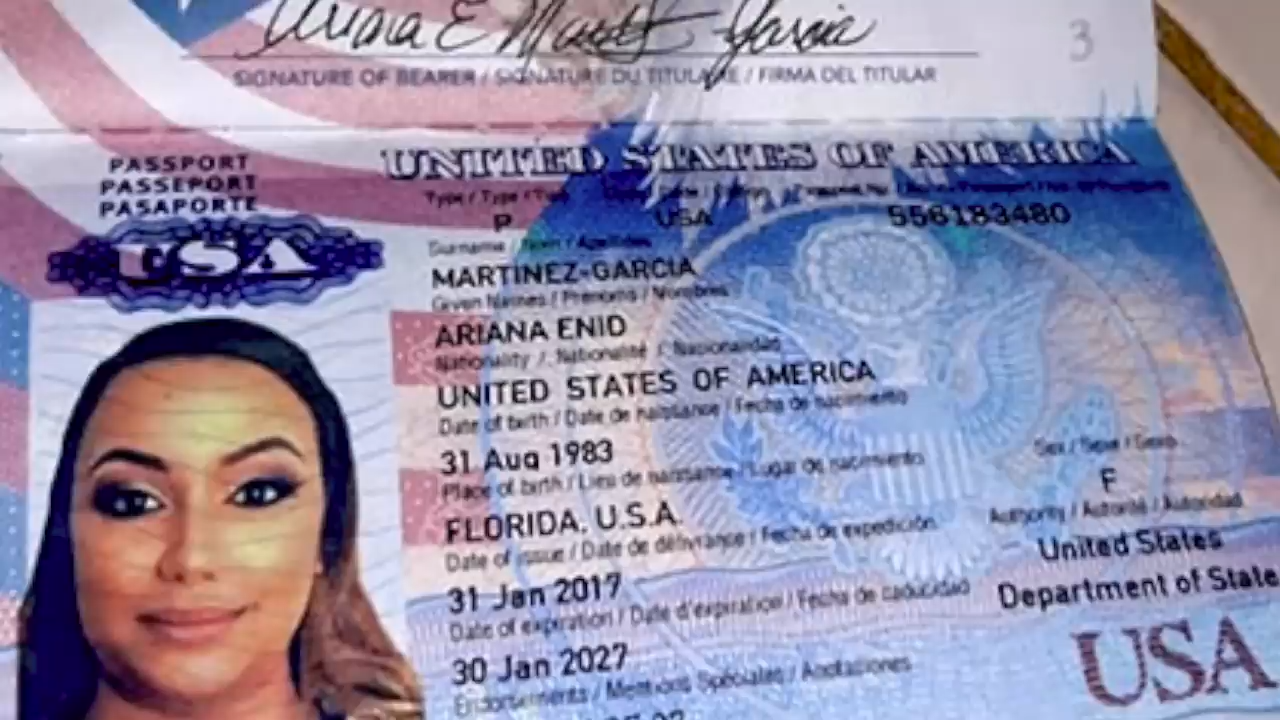 3
SIGNATURE OF BEARER / SIGNATURE DU TITULAIRE / FIRMA DEL TITULAR
PASSPORT
PASSEPORT
PASAPORTE
USA
UNITED STATES OF AMERICA
Type / Type / Tipo
P
USA
556183480
Surname / Nom / Apellidos
MARTINEZ-GARCIA
Given Names / Prénoms / Nombres
ARIANA ENID
Nationality / Nationalité / Nacionalidad
UNITED STATES OF AMERICA
Date of birth / Date de naissance / Fecha de nacimiento
31 Aug 1983
Place of birth / Lieu de naissance / Lugar de nacimiento
FLORIDA, U.S.A.
Sex / Sexe / Sexo
F
Date of issue / Date de délivrance / Fecha de expedición
31 Jan 2017
Authority / Autorité / Autoridad
United States
Department of State
Date of expiration / Date d'expiration / Fecha de caducidad
30 Jan 2027
Endorsements / Mentions Spéciales / Anotaciones
USA